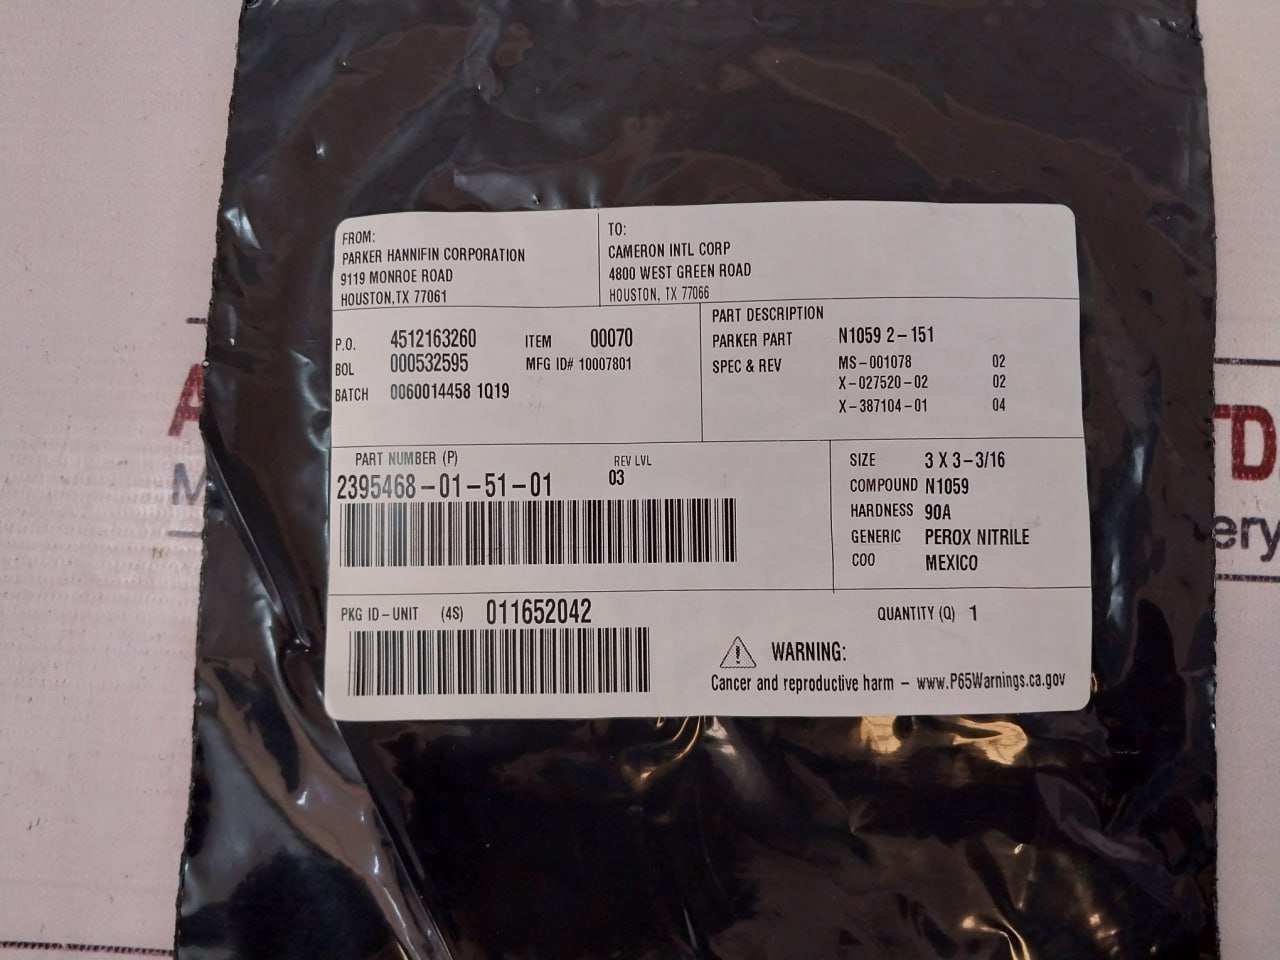 FROM:
PARKER HANNIFIN CORPORATION
9119 MONROE ROAD
HOUSTON,TX 77061
TO:
CAMERON INTL CORP
4800 WEST GREEN ROAD
HOUSTON, TX 77066
P.O. 4512163260 ITEM 00070
BOL 000532595 MFG ID# 10007801
BATCH 0060014458 1Q19
PART DESCRIPTION
PARKER PART N1059 2-151
SPEC & REV MS-001078 02
X-027520-02 02
X-387104-01 04
PART NUMBER (P) REV LVL
2395468-01-51-01 03
SIZE 3 X 3-3/16
COMPOUND N1059
HARDNESS 90A
GENERIC PEROX NITRILE
COO MEXICO
PKG ID-UNIT (4S) 011652042
QUANTITY (Q) 1
WARNING:
Cancer and reproductive harm - www.P65Warnings.ca.gov
A
M
TD
ery